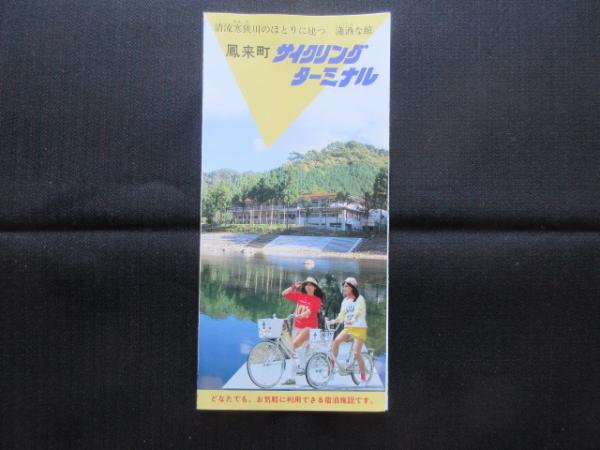 清流寒狭川のほとりに建つ 瀟洒な館
鳳来町 サイクリング
ターミナル
どなたでも、お気軽に利用できる宿泊施設です。